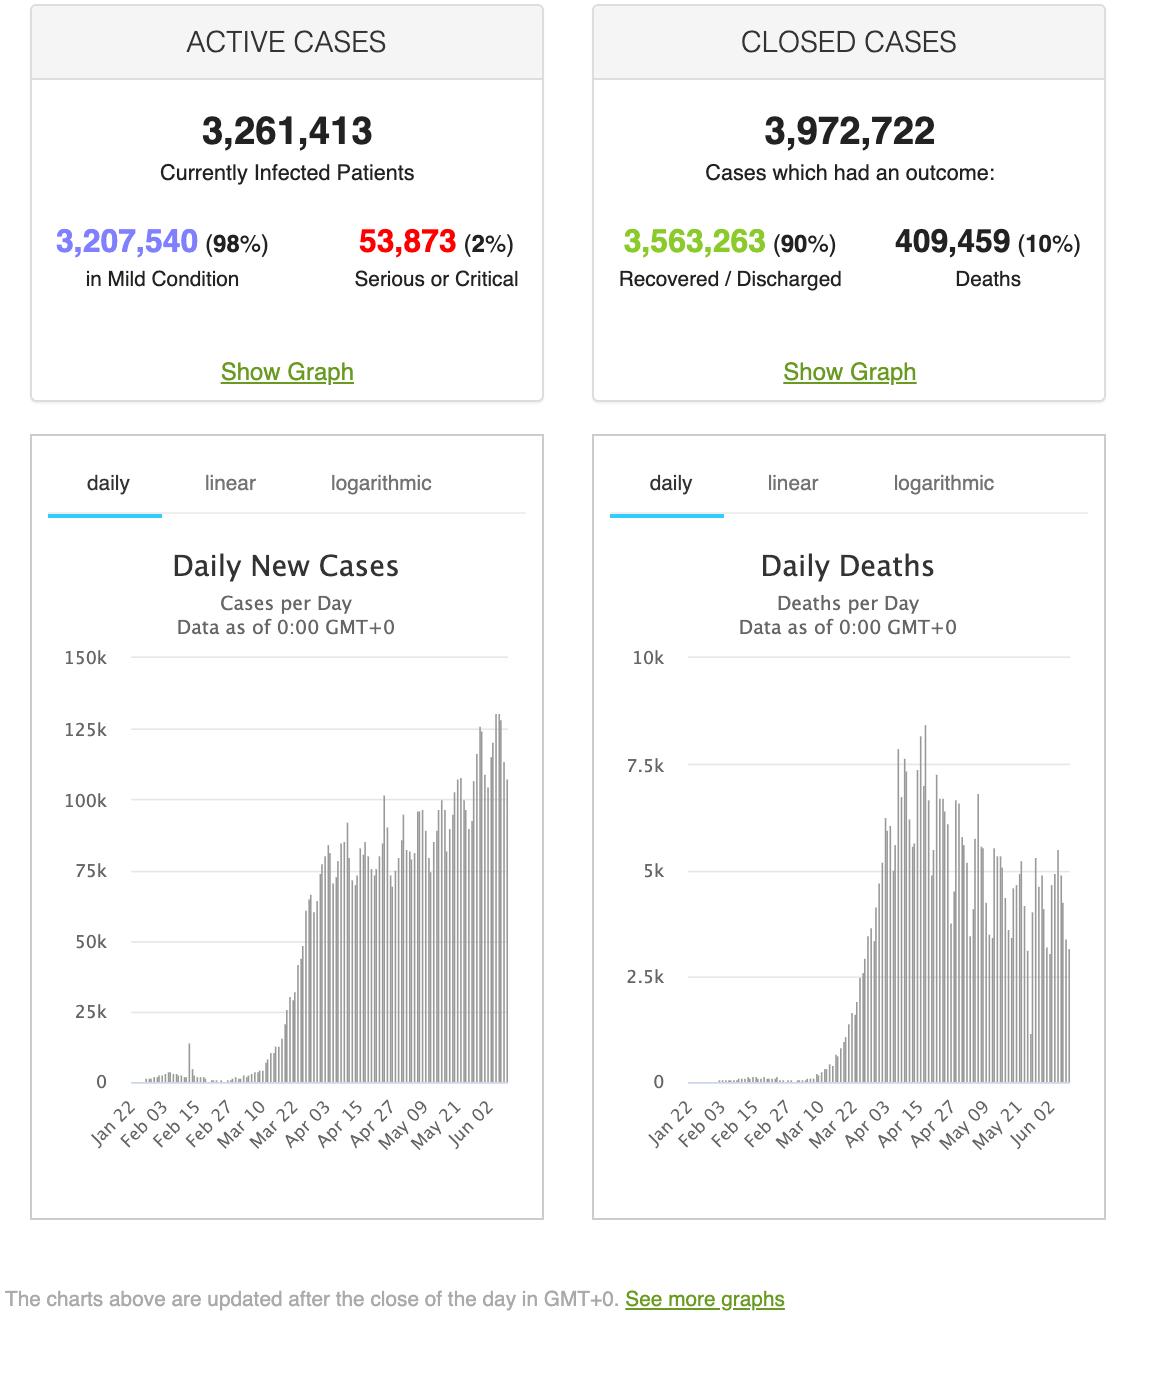 ACTIVE CASES
3,261,413
Currently Infected Patients
3,207,540 (98%)
in Mild Condition
53,873 (2%)
Serious or Critical
Show Graph
CLOSED CASES
3,972,722
Cases which had an outcome:
3,563,263 (90%)
Recovered / Discharged
409,459 (10%)
Deaths
Show Graph
daily linear logarithmic
Daily New Cases
Cases per Day
Data as of 0:00 GMT+0
150k
125k
100k
75k
50k
25k
0
Jan 22 Feb 03 Feb 15 Feb 27 Mar 10 Mar 22 Apr 03 Apr 15 Apr 27 May 09 May 21 Jun 02
daily linear logarithmic
Daily Deaths
Deaths per Day
Data as of 0:00 GMT+0
10k
7.5k
5k
2.5k
0
Jan 22 Feb 03 Feb 15 Feb 27 Mar 10 Mar 22 Apr 03 Apr 15 Apr 27 May 09 May 21 Jun 02
The charts above are updated after the close of the day in GMT+0. See more graphs